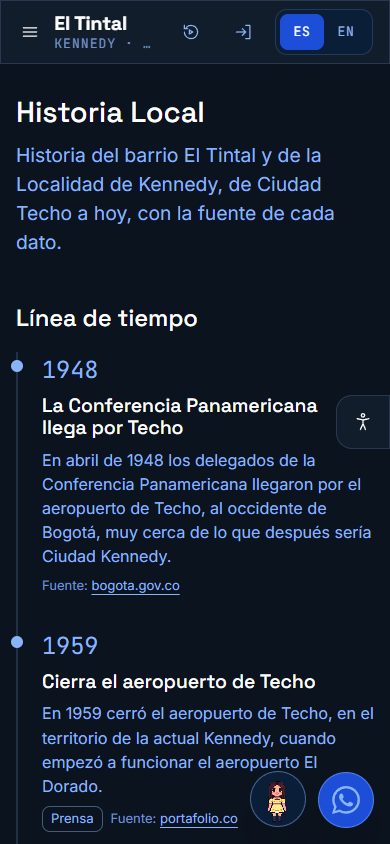 El Tintal
KENNEDY · …
ES
EN
Historia Local
Historia del barrio El Tintal y de la
Localidad de Kennedy, de Ciudad
Techo a hoy, con la fuente de cada
dato.
Línea de tiempo
1948
La Conferencia Panamericana
llega por Techo
En abril de 1948 los delegados de la
Conferencia Panamericana llegaron por el
aeropuerto de Techo, al occidente de
Bogotá, muy cerca de lo que después sería
Ciudad Kennedy.
Fuente: bogota.gov.co
1959
Cierra el aeropuerto de Techo
En 1959 cerró el aeropuerto de Techo, en el
territorio de la actual Kennedy, cuando
empezó a funcionar el aeropuerto El
Dorado.
Prensa Fuente: portafolio.co